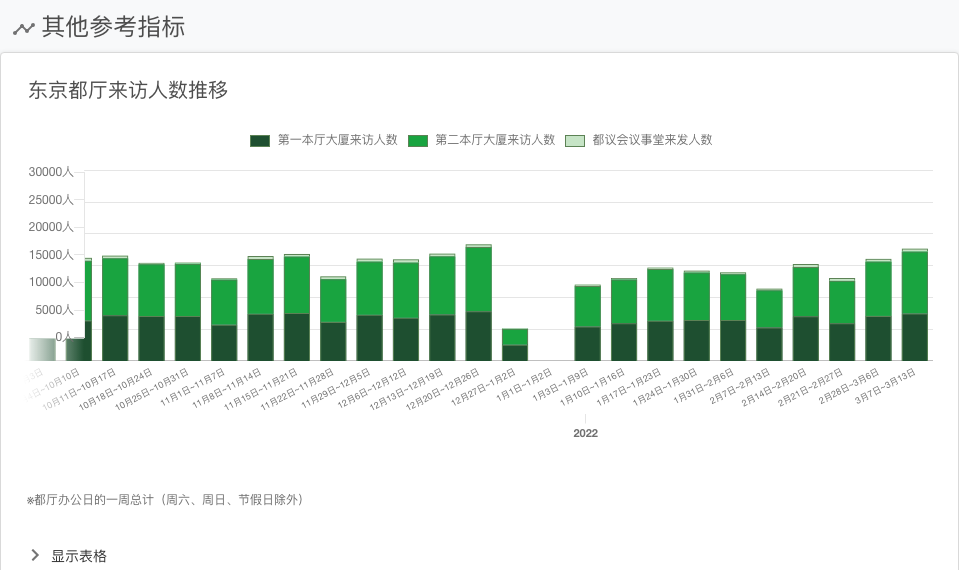 其他参考指标
东京都厅来访人数推移
第一本厅大厦来访人数 第二本厅大厦来访人数 都议会议事堂来发人数
30000人
25000人
20000人
15000人
10000人
5000人
0人
10月11日~10月17日
10月18日~10月24日
10月25日~10月31日
11月1日~11月7日
11月8日~11月14日
11月15日~11月21日
11月22日~11月28日
11月29日~12月5日
12月6日~12月12日
12月13日~12月19日
12月20日~12月26日
12月27日~1月2日
1月1日~1月2日
1月3日~1月9日
1月10日~1月16日
1月17日~1月23日
1月24日~1月30日
1月31日~2月6日
2月7日~2月13日
2月14日~2月20日
2月21日~2月27日
2月28日~3月6日
3月7日~3月13日
2022
※都厅办公日的一周总计（周六、周日、节假日除外）
显示表格